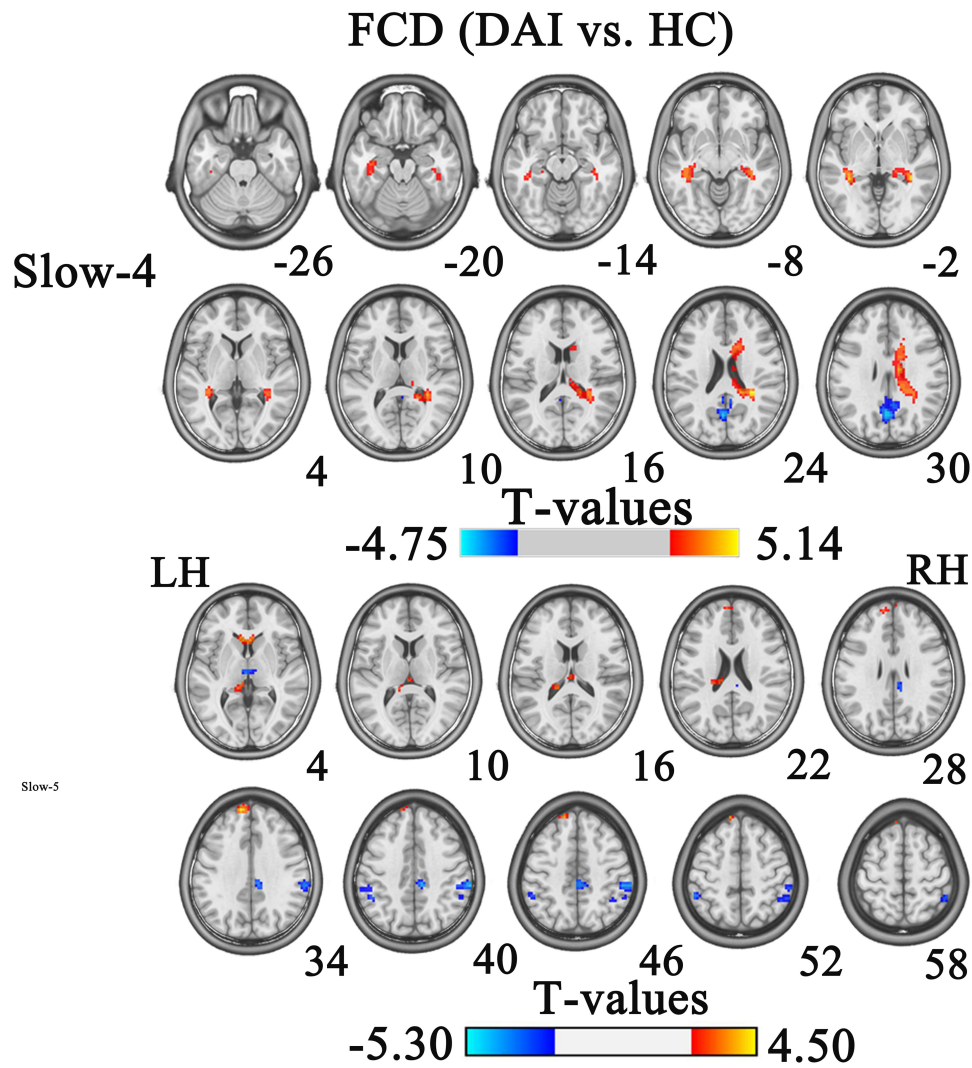 FCD (DAI vs. HC)
-26 -20 -14 -8 -2
Slow-4
4 10 16 24 30
T-values
-4.75 5.14
LH RH
4 10 16 22 28
Slow-5
34 40 46 52 58
T-values
-5.30 4.50